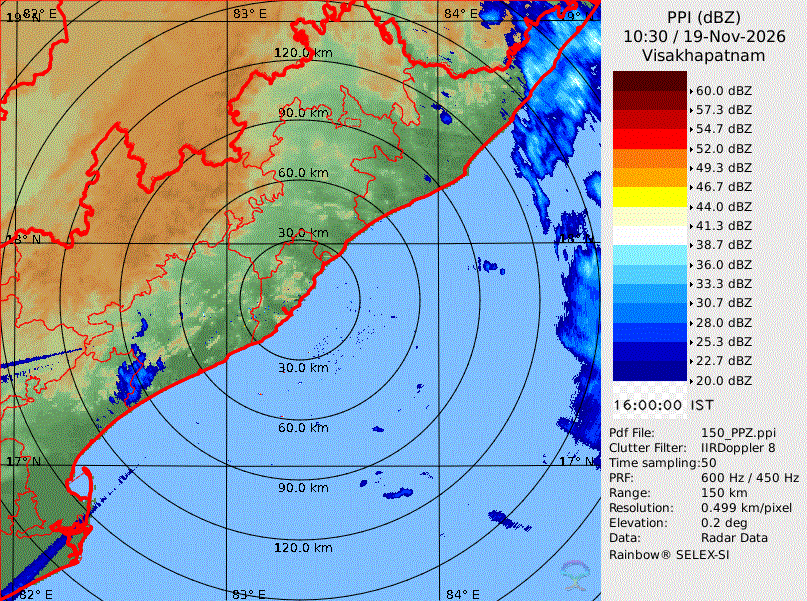 82° E
83° E
84° E
19° N
19° N
120.0 km
90.0 km
60.0 km
30.0 km
18° N
18° N
30.0 km
60.0 km
17° N
17° N
90.0 km
120.0 km
82° E
83° E
84° E
PPI (dBZ)
10:30 / 19-Nov-2026
Visakhapatnam
60.0 dBZ
57.3 dBZ
54.7 dBZ
52.0 dBZ
49.3 dBZ
46.7 dBZ
44.0 dBZ
41.3 dBZ
38.7 dBZ
36.0 dBZ
33.3 dBZ
30.7 dBZ
28.0 dBZ
25.3 dBZ
22.7 dBZ
20.0 dBZ
16:00:00 IST
Pdf File: 150_PPZ.ppi
Clutter Filter: IIRDoppler 8
Time sampling:50
PRF: 600 Hz / 450 Hz
Range: 150 km
Resolution: 0.499 km/pixel
Elevation: 0.2 deg
Data: Radar Data
Rainbow® SELEX-SI